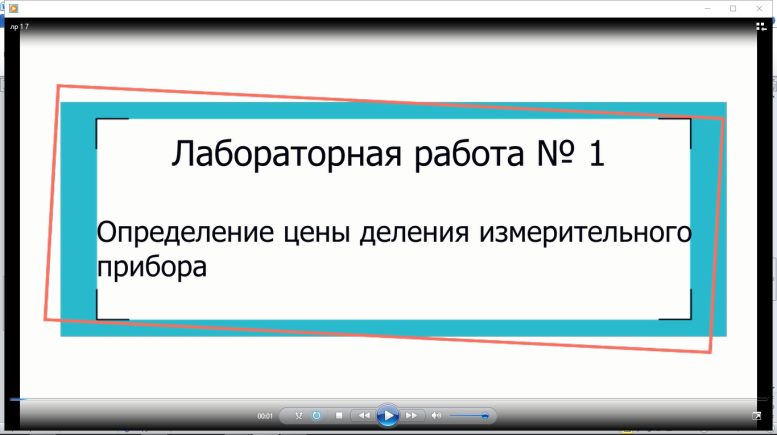 лр 1 7
Лабораторная работа № 1
Определение цены деления измерительного
прибора
00:01